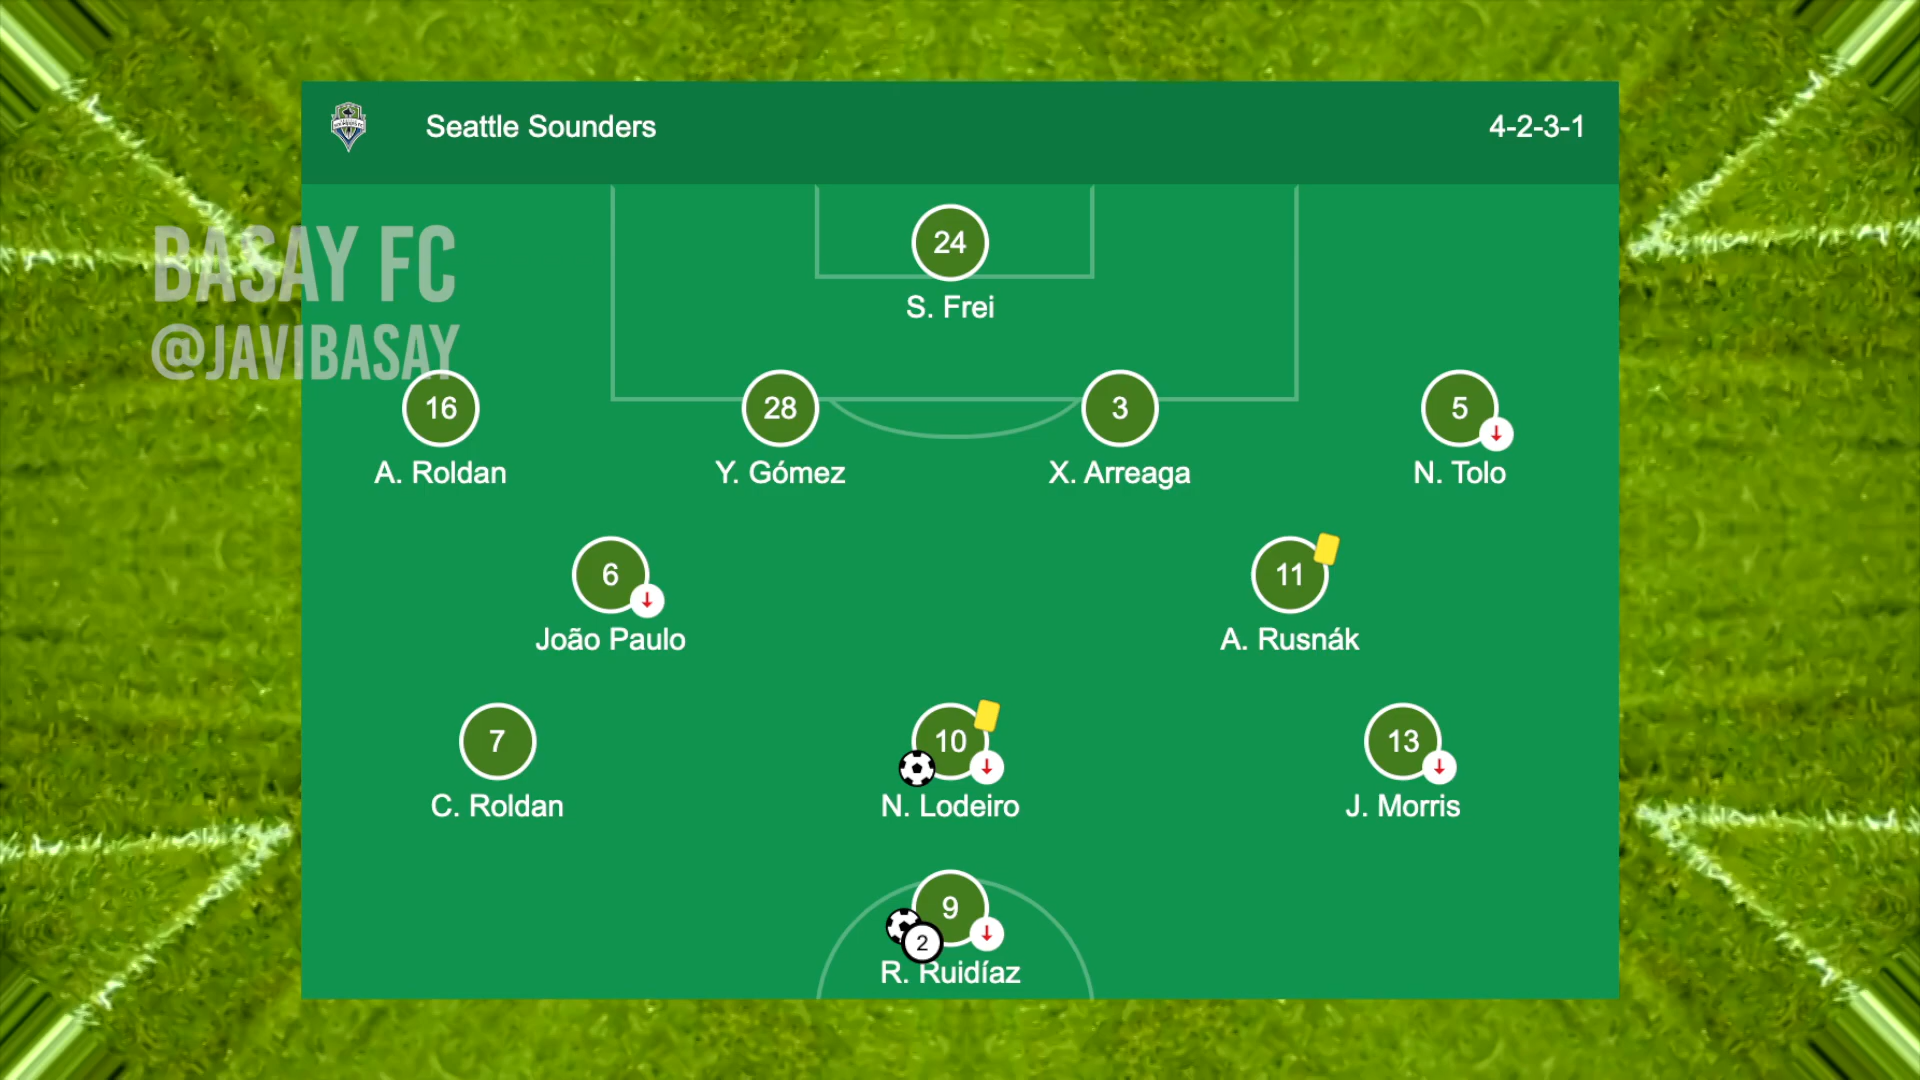 Seattle Sounders
4-2-3-1
BASAY FC
@JAVIBASAY
24
S. Frei
16
28
3
5
A. Roldan
Y. Gómez
X. Arreaga
N. Tolo
6
11
João Paulo
A. Rusnák
7
10
13
C. Roldan
N. Lodeiro
J. Morris
9
2
R. Ruidíaz